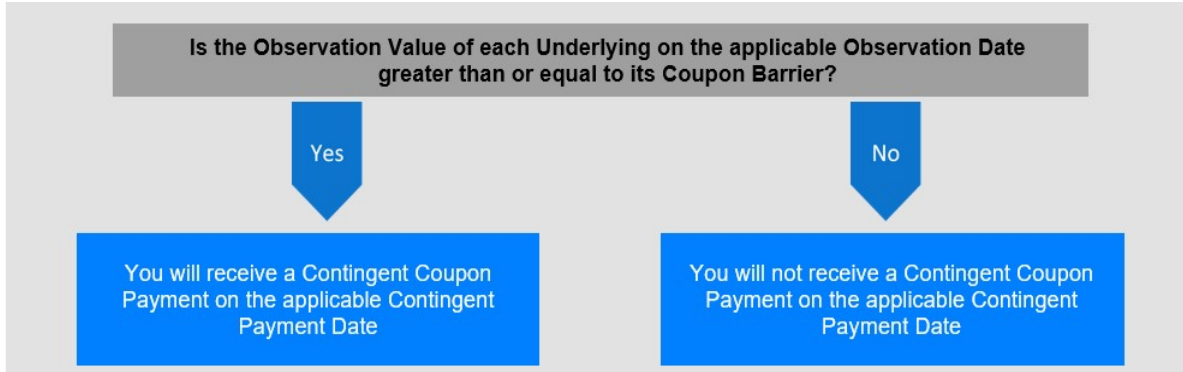 Is the Observation Value of each Underlying on the applicable Observation Date
greater than or equal to its Coupon Barrier?
Yes
No
You will receive a Contingent Coupon
Payment on the applicable Contingent
Payment Date
You will not receive a Contingent Coupon
Payment on the applicable Contingent
Payment Date